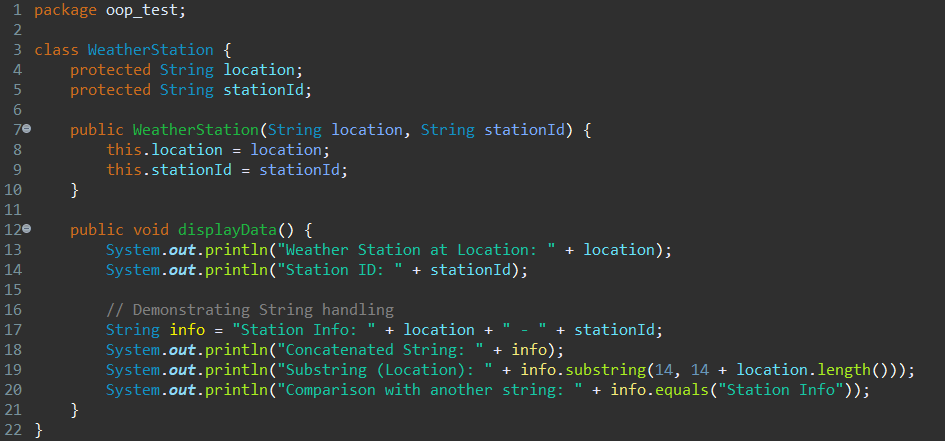 1 package oop_test;
2
3 class WeatherStation {
4     protected String location;
5     protected String stationId;
6
7     public WeatherStation(String location, String stationId) {
8         this.location = location;
9         this.stationId = stationId;
10     }
11
12     public void displayData() {
13         System.out.println("Weather Station at Location: " + location);
14         System.out.println("Station ID: " + stationId);
15
16         // Demonstrating String handling
17         String info = "Station Info: " + location + " - " + stationId;
18         System.out.println("Concatenated String: " + info);
19         System.out.println("Substring (Location): " + info.substring(14, 14 + location.length()));
20         System.out.println("Comparison with another string: " + info.equals("Station Info"));
21     }
22 }